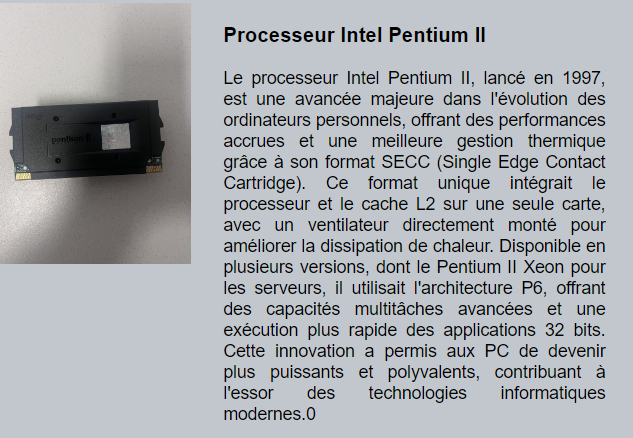 Processeur Intel Pentium II
Le processeur Intel Pentium II, lancé en 1997,
est une avancée majeure dans l'évolution des
ordinateurs personnels, offrant des performances
accrues et une meilleure gestion thermique
grâce à son format SECC (Single Edge Contact
Cartridge). Ce format unique intégrait le
processeur et le cache L2 sur une seule carte,
avec un ventilateur directement monté pour
améliorer la dissipation de chaleur. Disponible en
plusieurs versions, dont le Pentium II Xeon pour
les serveurs, il utilisait l'architecture P6, offrant
des capacités multitâches avancées et une
exécution plus rapide des applications 32 bits.
Cette innovation a permis aux PC de devenir
plus puissants et polyvalents, contribuant à
l'essor des technologies informatiques
modernes.0
pentium II